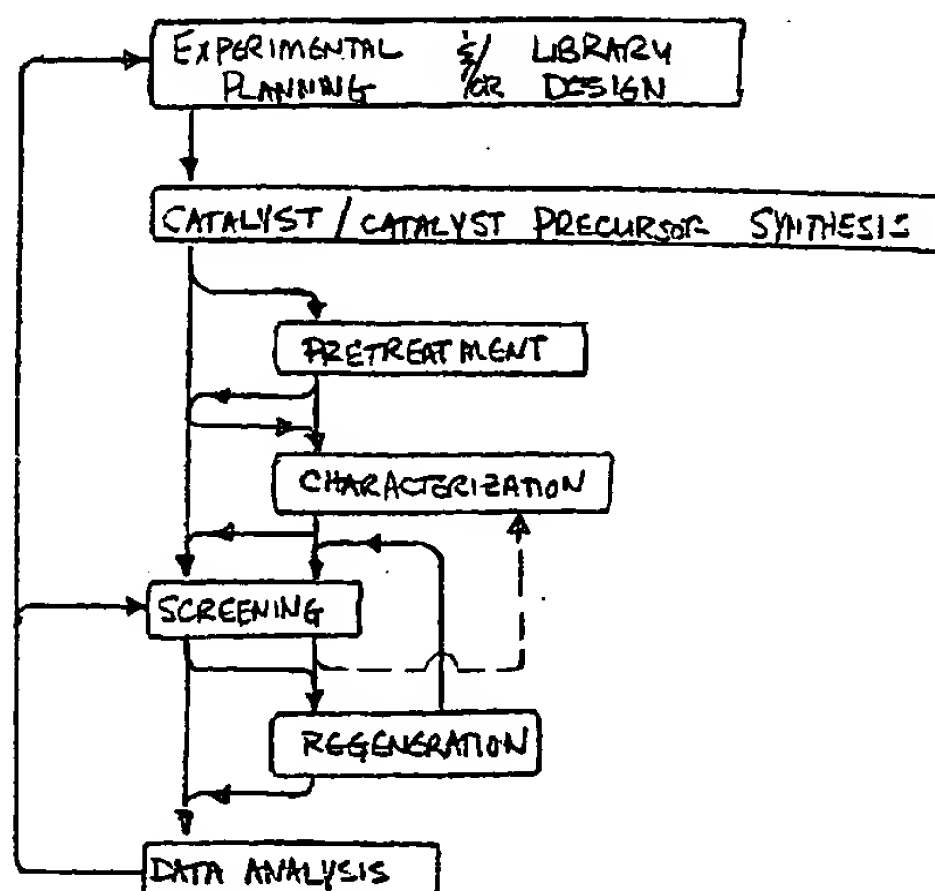 EXPERIMENTAL &/OR LIBRARY
PLANNING DESIGN
CATALYST / CATALYST PRECURSOR SYNTHESIS
PRETREATMENT
CHARACTERIZATION
SCREENING
REGENERATION
DATA ANALYSIS